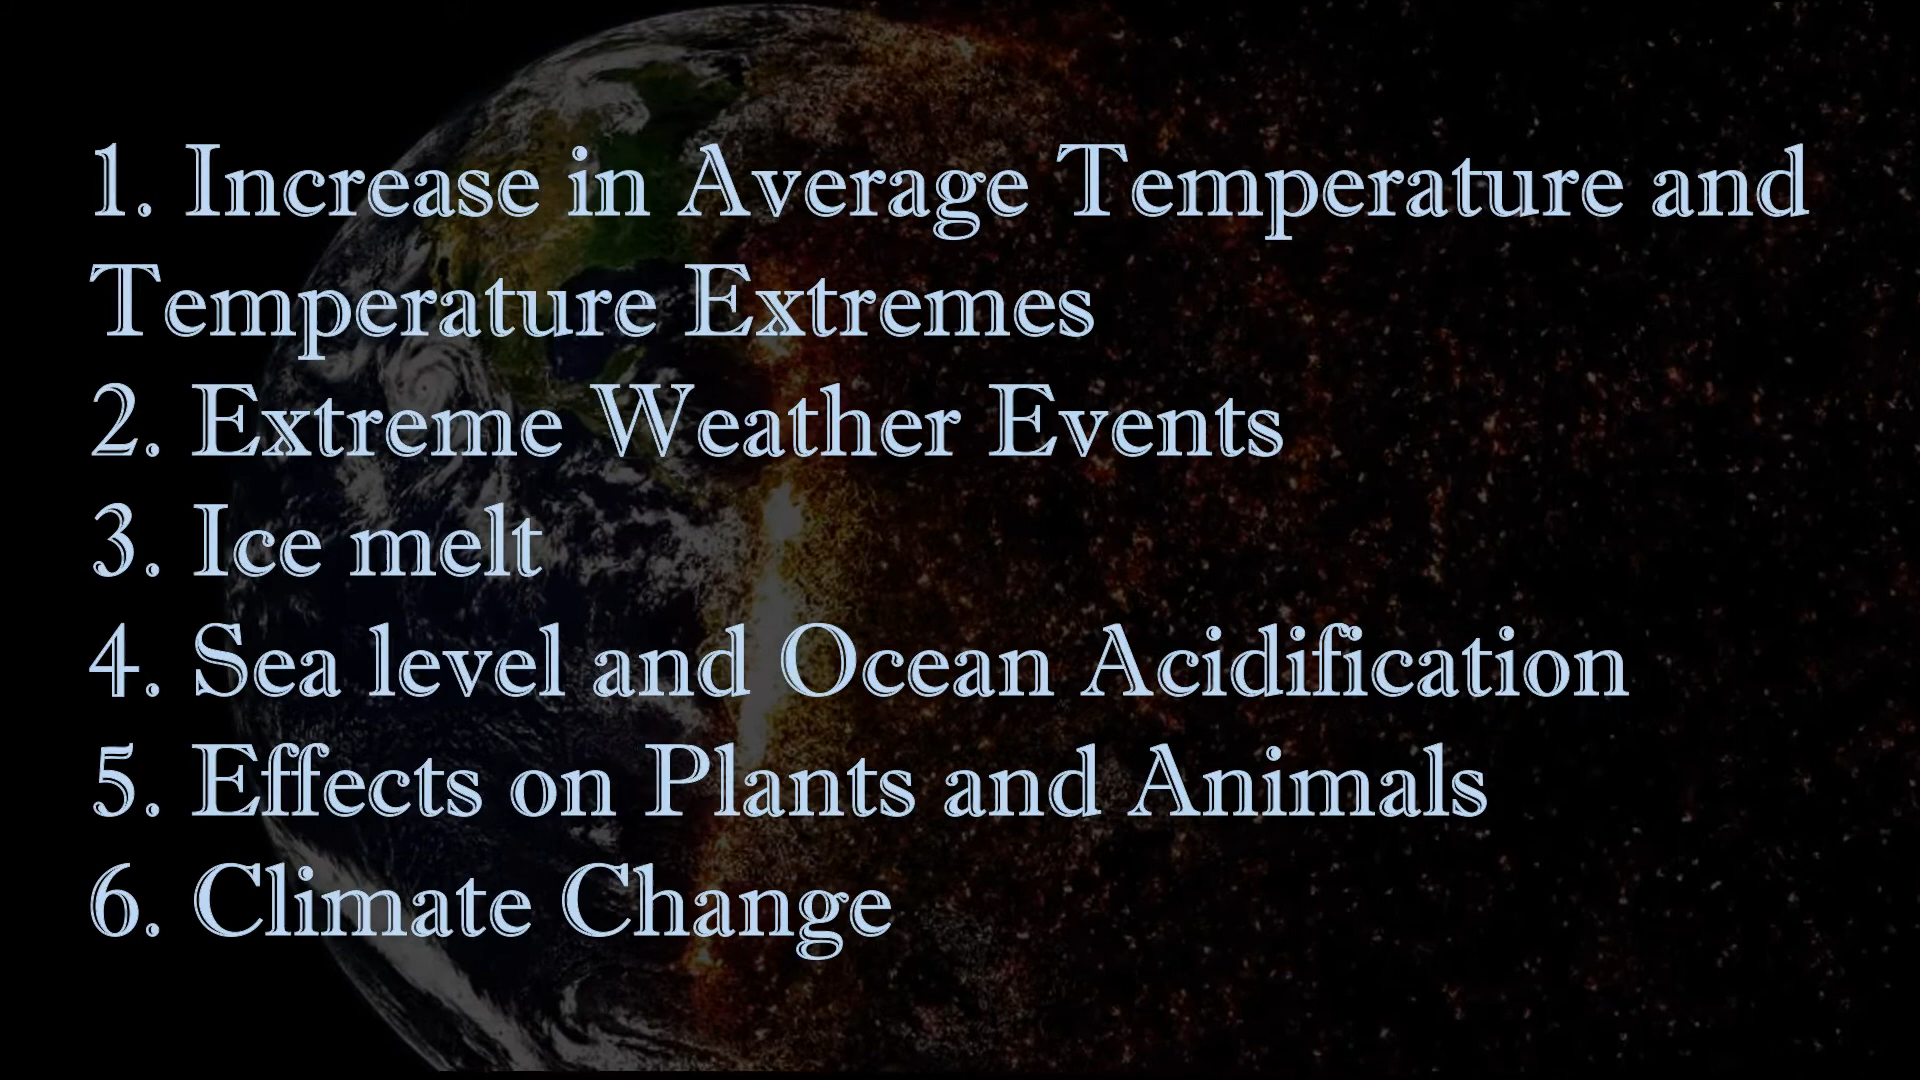 1. Increase in Average Temperature and
Temperature Extremes
2. Extreme Weather Events
3. Ice melt
4. Sea level and Ocean Acidification
5. Effects on Plants and Animals
6. Climate Change